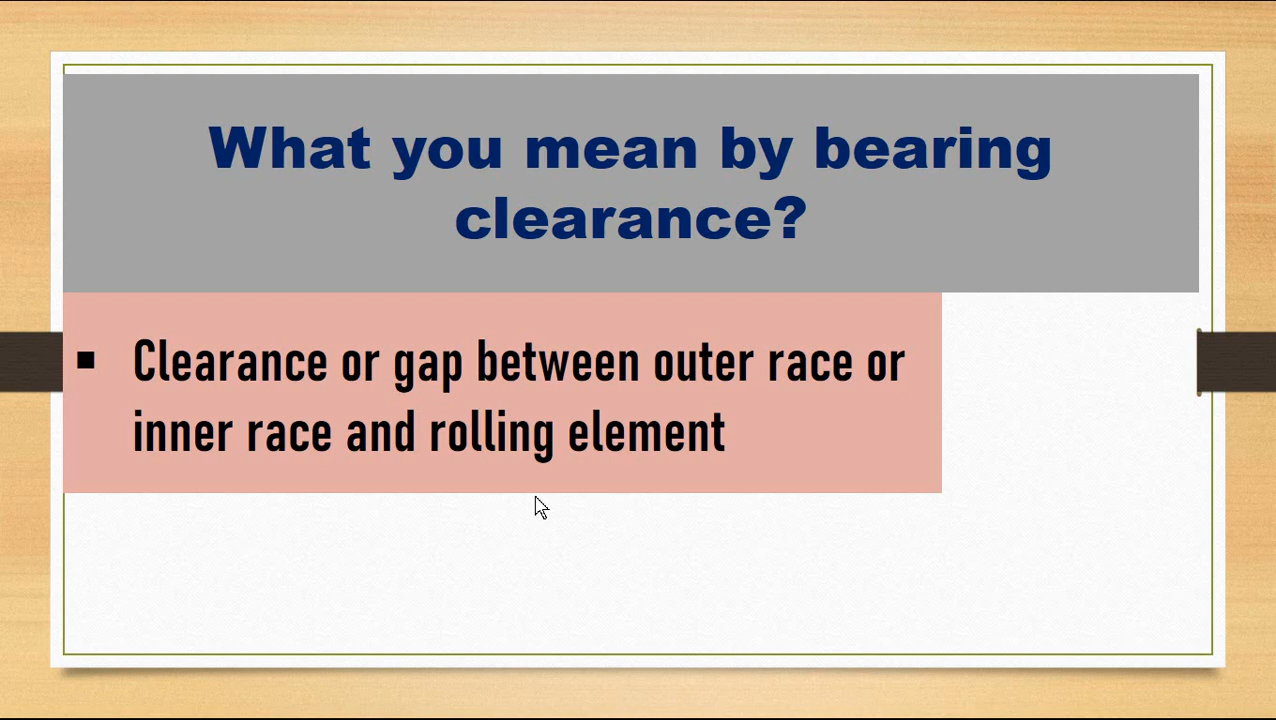 What you mean by bearing
clearance?
▪ Clearance or gap between outer race or
inner race and rolling element